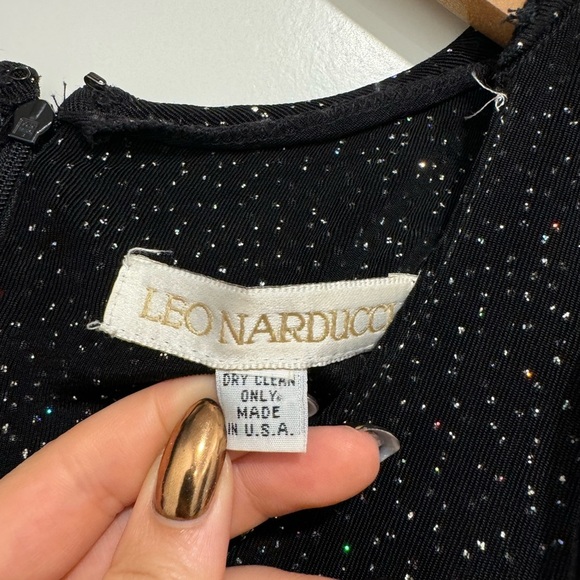 LEO NARDUCCI
DRY CLEAN
ONLY
MADE
IN U.S.A.